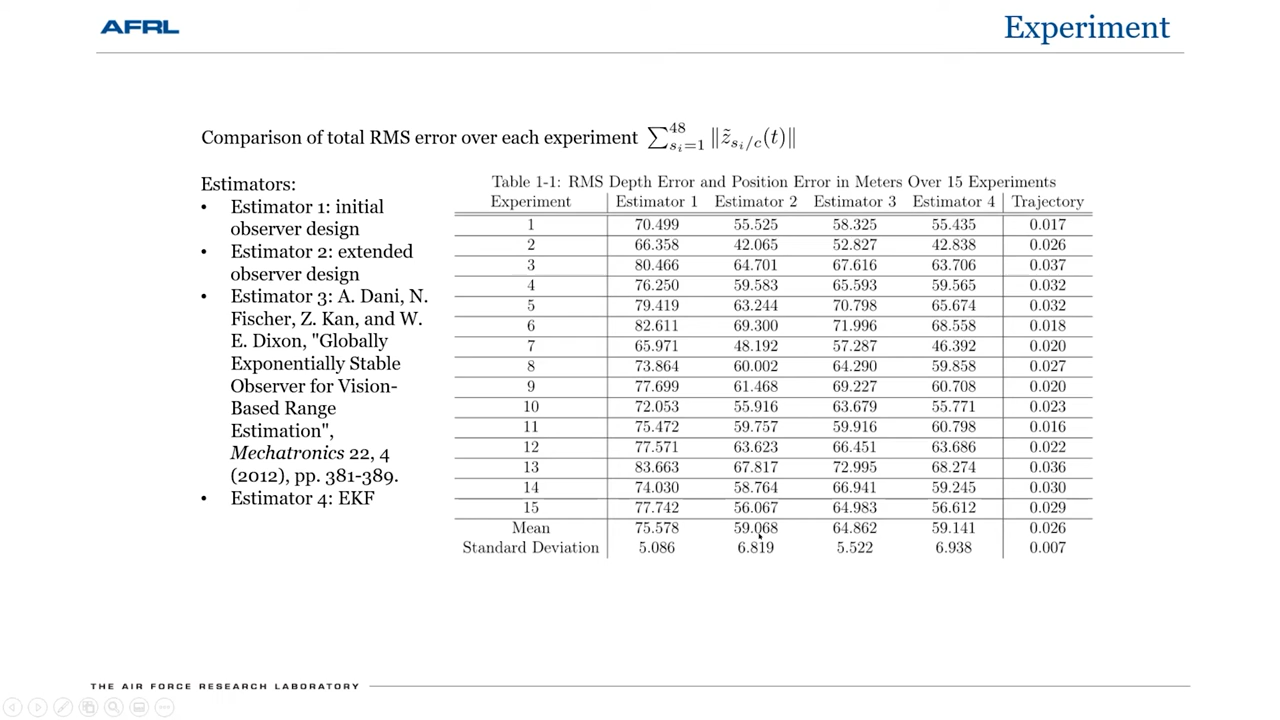 AFRL
Experiment
Comparison of total RMS error over each experiment ∑_{s_i=1}^{48} ‖z̃_{s_i/c}(t)‖
Estimators:
• Estimator 1: initial
observer design
• Estimator 2: extended
observer design
• Estimator 3: A. Dani, N.
Fischer, Z. Kan, and W.
E. Dixon, "Globally
Exponentially Stable
Observer for Vision-
Based Range
Estimation",
Mechatronics 22, 4
(2012), pp. 381-389.
• Estimator 4: EKF
Table 1-1: RMS Depth Error and Position Error in Meters Over 15 Experiments
Experiment Estimator 1 Estimator 2 Estimator 3 Estimator 4 Trajectory
1 70.499 55.525 58.325 55.435 0.017
2 66.358 42.065 52.827 42.838 0.026
3 80.466 64.701 67.616 63.706 0.037
4 76.250 59.583 65.593 59.565 0.032
5 79.419 63.244 70.798 65.674 0.032
6 82.611 69.300 71.996 68.558 0.018
7 65.971 48.192 57.287 46.392 0.020
8 73.864 60.002 64.290 59.858 0.027
9 77.699 61.468 69.227 60.708 0.020
10 72.053 55.916 63.679 55.771 0.023
11 75.472 59.757 59.916 60.798 0.016
12 77.571 63.623 66.451 63.686 0.022
13 83.663 67.817 72.995 68.274 0.036
14 74.030 58.764 66.941 59.245 0.030
15 77.742 56.067 64.983 56.612 0.029
Mean 75.578 59.068 64.862 59.141 0.026
Standard Deviation 5.086 6.819 5.522 6.938 0.007
THE AIR FORCE RESEARCH LABORATORY